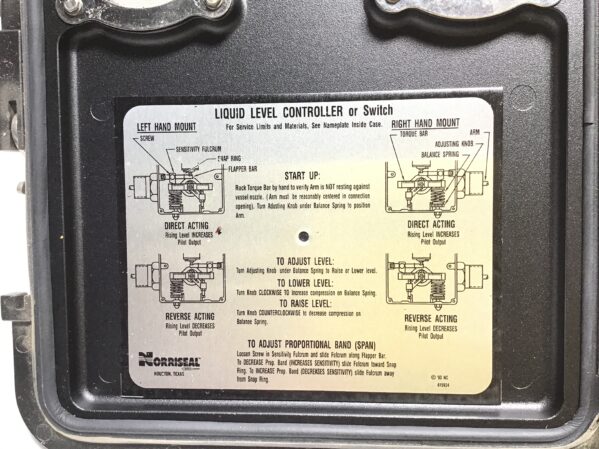 LIQUID LEVEL CONTROLLER or Switch
For Service Limits and Materials, See Nameplate Inside Case.
LEFT HAND MOUNT
SCREW
SENSITIVITY FULCRUM
SNAP RING
FLAPPER BAR
RIGHT HAND MOUNT
TORQUE BAR
ARM
ADJUSTING KNOB
BALANCE SPRING
START UP:
Rock Torque Bar by hand to verify Arm is NOT resting against
vessel nozzle. (Arm must be reasonably centered in connection
opening). Turn Adjusting Knob under Balance Spring to position
Arm.
DIRECT ACTING
Rising Level INCREASES
Pilot Output
DIRECT ACTING
Rising Level INCREASES
Pilot Output
TO ADJUST LEVEL:
Turn Adjusting Knob under Balance Spring to Raise or Lower level.
TO LOWER LEVEL:
Turn Knob CLOCKWISE TO increase compression on Balance Spring.
TO RAISE LEVEL:
Turn Knob COUNTERCLOCKWISE to decrease compression on
Balance Spring.
REVERSE ACTING
Rising Level DECREASES
Pilot Output
REVERSE ACTING
Rising Level DECREASES
Pilot Output
TO ADJUST PROPORTIONAL BAND (SPAN)
Loosen Screw in Sensitivity Fulcrum and slide Fulcrum along Flapper Bar.
To DECREASE Prop. Band (INCREASES SENSITIVITY) slide Fulcrum toward Snap
Ring. To INCREASE Prop. Band (DECREASES SENSITIVITY) slide Fulcrum away
from Snap Ring.
NORRISEAL
HOUSTON, TEXAS